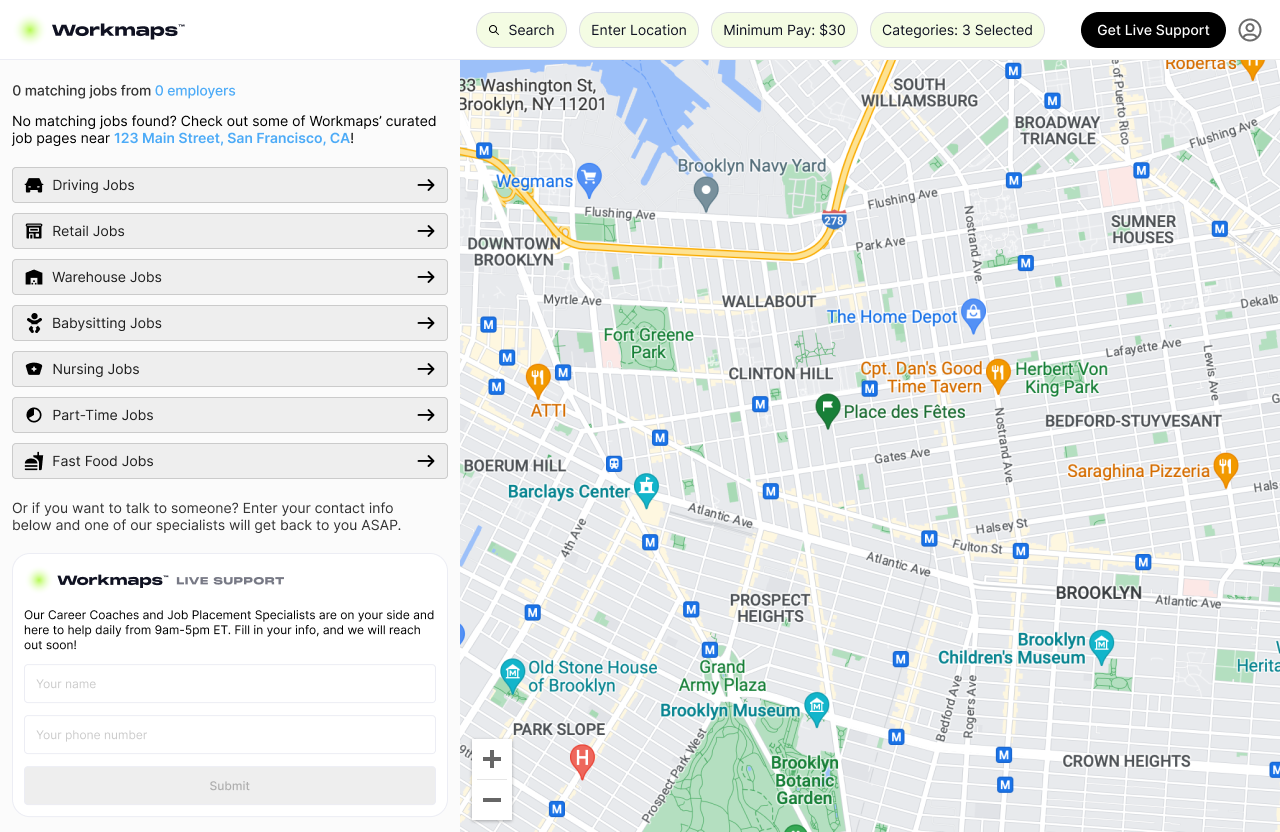 Workmaps™
Search
Enter Location
Minimum Pay: $30
Categories: 3 Selected
Get Live Support
0 matching jobs from 0 employers
No matching jobs found? Check out some of Workmaps’ curated
job pages near 123 Main Street, San Francisco, CA!
Driving Jobs
Retail Jobs
Warehouse Jobs
Babysitting Jobs
Nursing Jobs
Part-Time Jobs
Fast Food Jobs
Or if you want to talk to someone? Enter your contact info
below and one of our specialists will get back to you ASAP.
Workmaps™ LIVE SUPPORT
Our Career Coaches and Job Placement Specialists are on your side and
here to help daily from 9am-5pm ET. Fill in your info, and we will reach
out soon!
Your name
Your phone number
Submit
33 Washington St,
Brooklyn, NY 11201
SOUTH
WILLIAMSBURG
Roberta's
e of Puerto Rico
BROADWAY
TRIANGLE
Flushing Ave
M
M
M
M
M
Brooklyn Navy Yard
Wegmans
Flushing Ave
278
Flushing Ave
Nostrand Ave.
SUMNER
HOUSES
M
DOWNTOWN
BROOKLYN
Park Ave
M
Myrtle Ave
WALLABOUT
Dekalb
The Home Depot
M
Fort Greene
Park
Lafayette Ave
Lewis Ave
M
M
M
CLINTON HILL
Cpt. Dan's Good
Time Tavern
Herbert Von
King Park
M
M
ATTI
Place des Fêtes
Nostrand Ave.
BEDFORD-STUYVESANT
M
Gates Ave
BOERUM HILL
Saraghina Pizzeria
Barclays Center
M
Hals
Atlantic Ave
4th Ave
Halsey St
M
M
Fulton St
M
M
Atlantic Ave
BROOKLYN
Atlantic Ave
PROSPECT
HEIGHTS
M
M
M
Brooklyn
Children's Museum
M
Old Stone House
of Brooklyn
Grand
Army Plaza
Herita
Brooklyn Museum
Bedford Ave
Rogers Ave
PARK SLOPE
M
9th
H
Prospect Park West
M
CROWN HEIGHTS
M
Brooklyn
Botanic
Garden
M
M